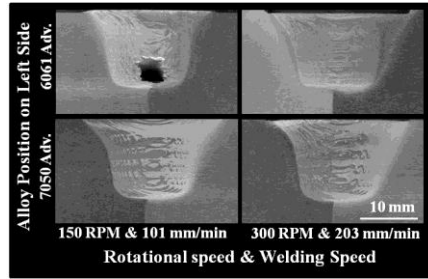 Alloy Position on Left Side
6061 Adv.
7050 Adv.
10 mm
150 RPM & 101 mm/min
300 RPM & 203 mm/min
Rotational speed & Welding Speed